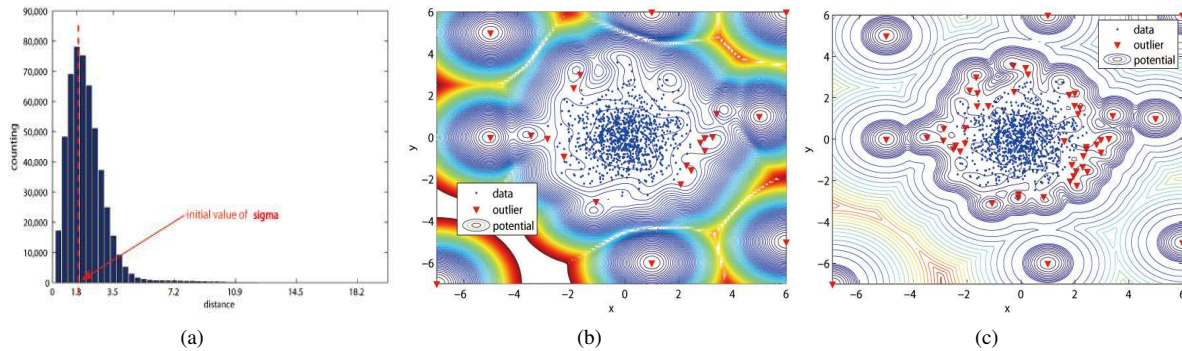 90,000
80,000
70,000
60,000
50,000
40,000
30,000
20,000
10,000
0
counting
initial value of sigma
0 1.8 3.5 7.2 10.9 14.5 18.2
distance
(a)
6
4
2
0
−2
−4
−6
y
data
outlier
potential
−6 −4 −2 0 2 4 6
x
(b)
6
4
2
0
−2
−4
−6
y
data
outlier
potential
−6 −4 −2 0 2 4 6
x
(c)